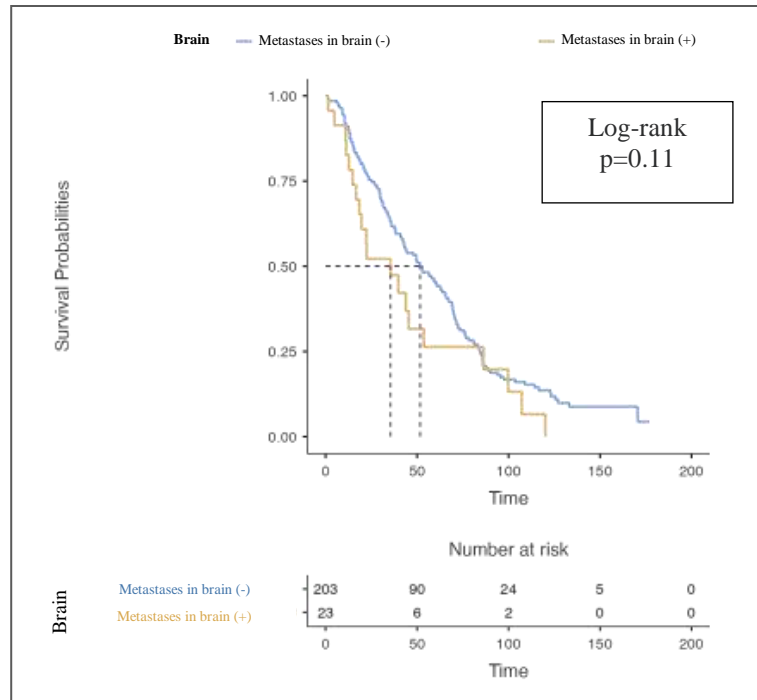 Brain Metastases in brain (-) Metastases in brain (+)
Log-rank
p=0.11
Survival Probabilities
1.00
0.75
0.50
0.25
0.00
0 50 100 150 200
Time
Number at risk
Brain
Metastases in brain (-) 203 90 24 5 0
Metastases in brain (+) 23 6 2 0 0
0 50 100 150 200
Time